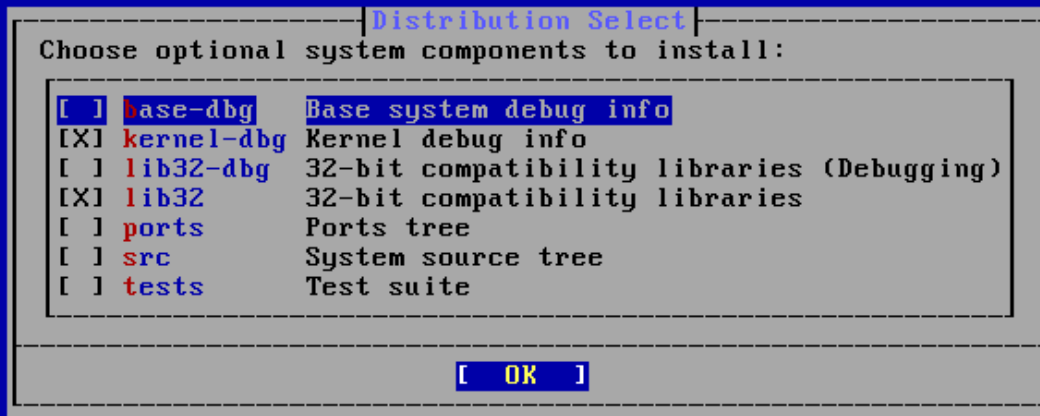 Distribution Select
Choose optional system components to install:
[ ] base-dbg Base system debug info
[X] kernel-dbg Kernel debug info
[ ] lib32-dbg 32-bit compatibility libraries (Debugging)
[X] lib32 32-bit compatibility libraries
[ ] ports Ports tree
[ ] src System source tree
[ ] tests Test suite
[ OK ]